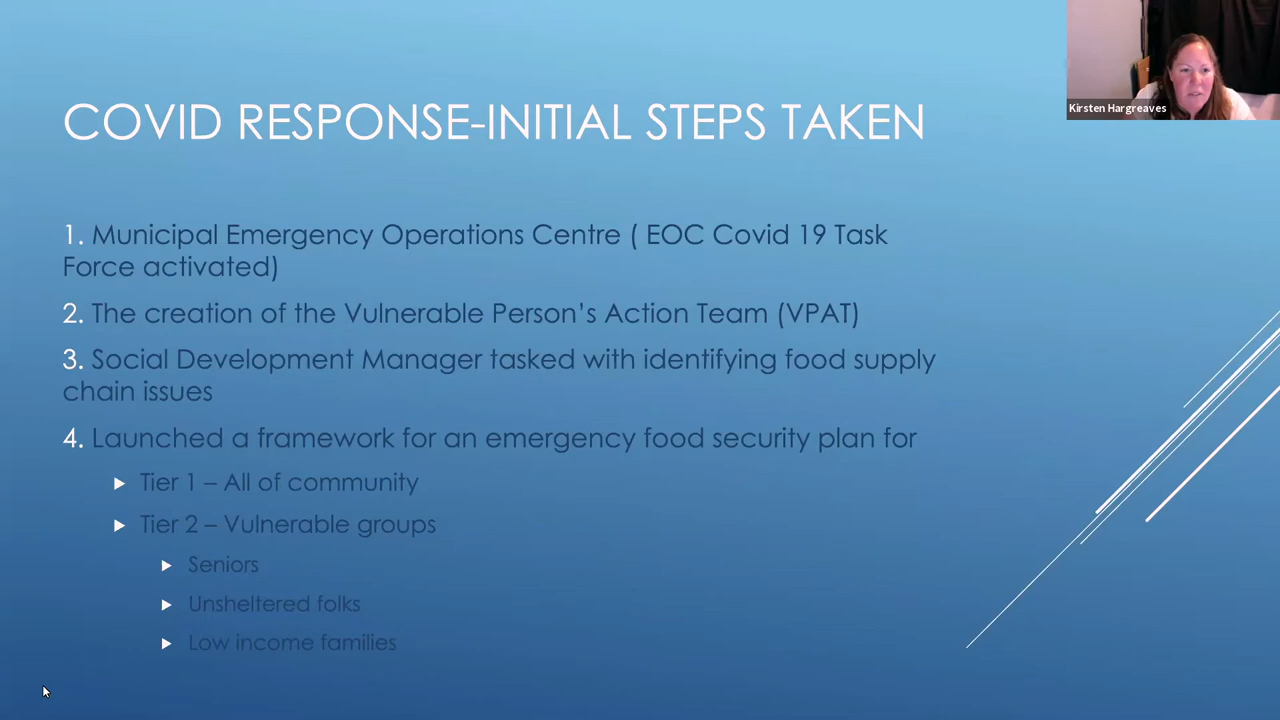 COVID RESPONSE-INITIAL STEPS TAKEN
Kirsten Hargreaves
1. Municipal Emergency Operations Centre ( EOC Covid 19 Task
Force activated)
2. The creation of the Vulnerable Person’s Action Team (VPAT)
3. Social Development Manager tasked with identifying food supply
chain issues
4. Launched a framework for an emergency food security plan for
Tier 1 – All of community
Tier 2 – Vulnerable groups
Seniors
Unsheltered folks
Low income families